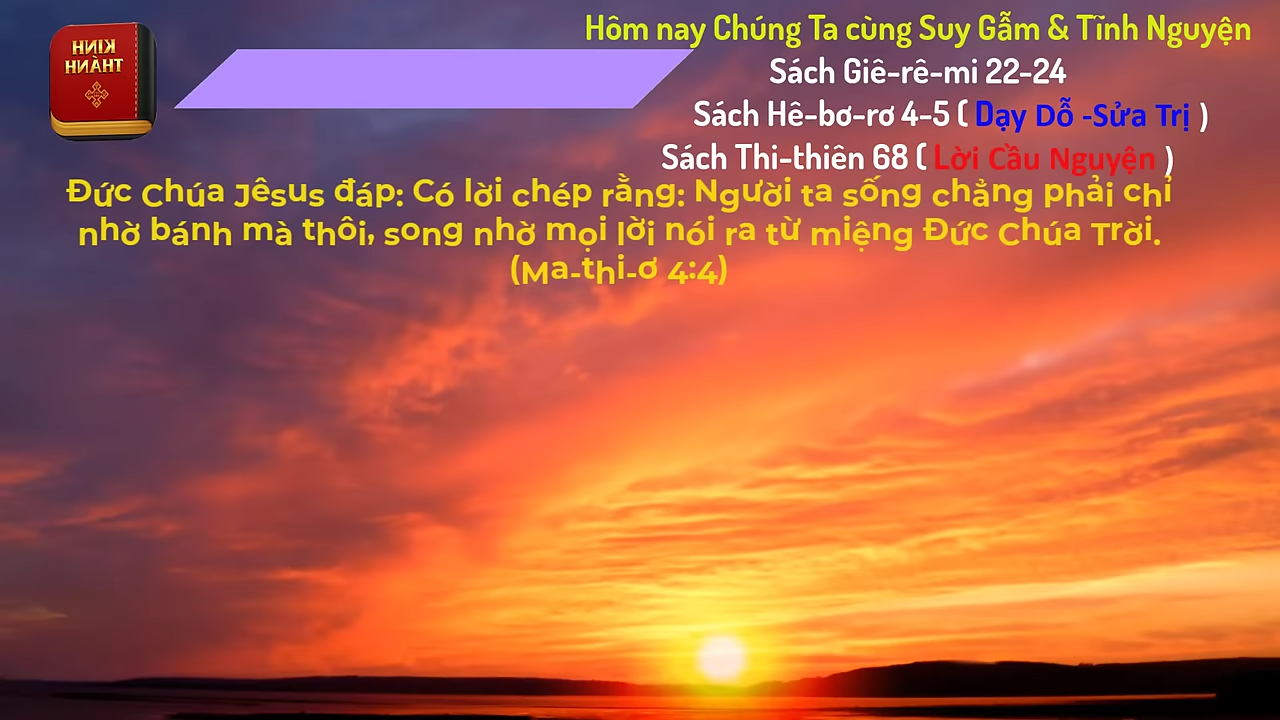 KINH
THÀNH
Hôm nay Chúng Ta cùng Suy Gẫm & Tĩnh Nguyện
Sách Giê-rê-mi 22-24
Sách Hê-bơ-rơ 4-5 ( Dạy Dỗ -Sửa Trị )
Sách Thi-thiên 68 ( Lời Cầu Nguyện )
Đức Chúa Jêsus đáp: Có lời chép rằng: Người ta sống chẳng phải chỉ
nhờ bánh mà thôi, song nhờ mọi lời nói ra từ miệng Đức Chúa Trời.
(Ma-thi-ơ 4:4)